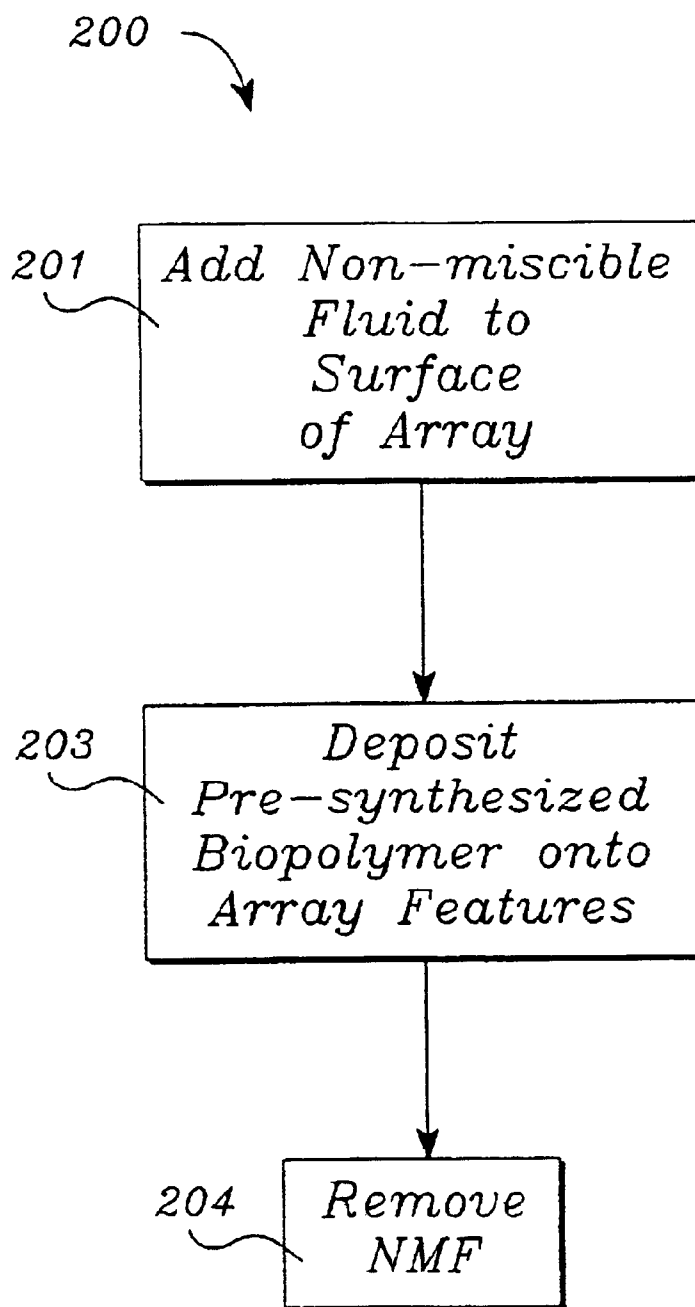 200
201
Add Non-miscible
Fluid to
Surface
of Array
203
Deposit
Pre-synthesized
Biopolymer onto
Array Features
204
Remove
NMF